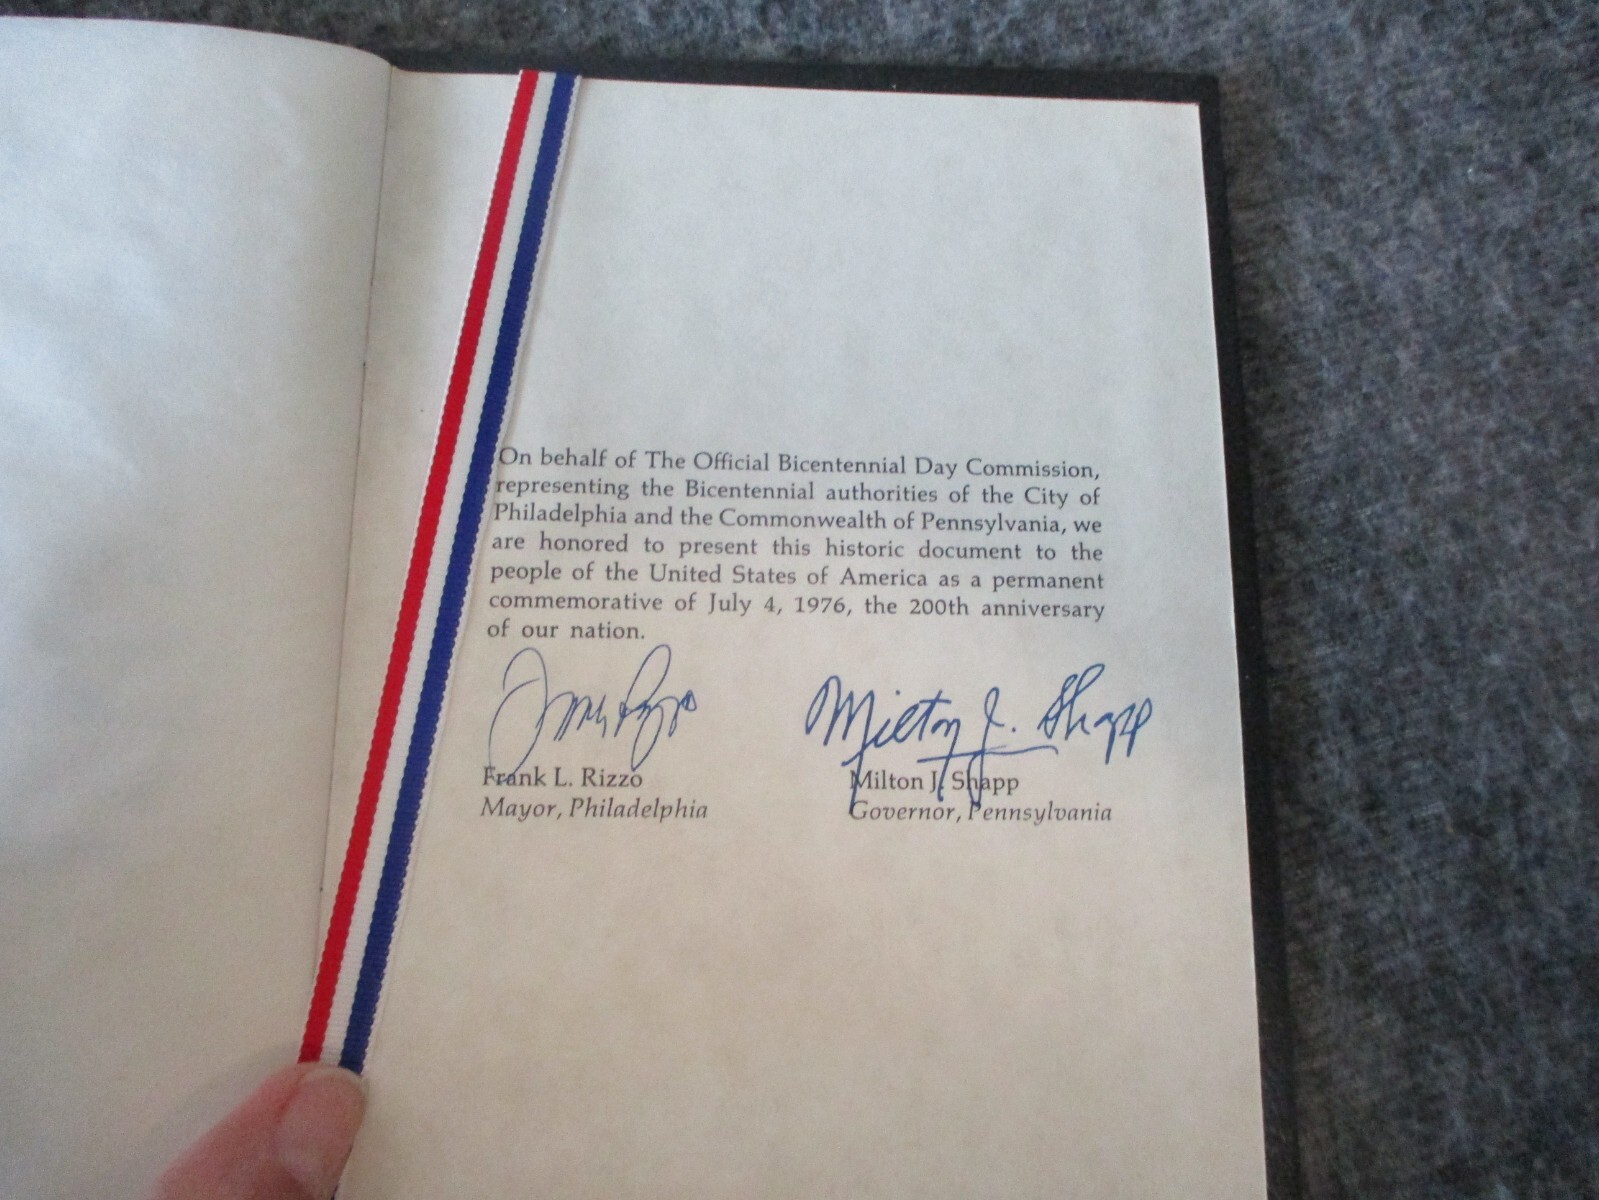 On behalf of The Official Bicentennial Day Commission,
representing the Bicentennial authorities of the City of
Philadelphia and the Commonwealth of Pennsylvania, we
are honored to present this historic document to the
people of the United States of America as a permanent
commemorative of July 4, 1976, the 200th anniversary
of our nation.
Milton J. Shapp
Frank L. Rizzo
Milton J. Shapp
Mayor, Philadelphia
Governor, Pennsylvania